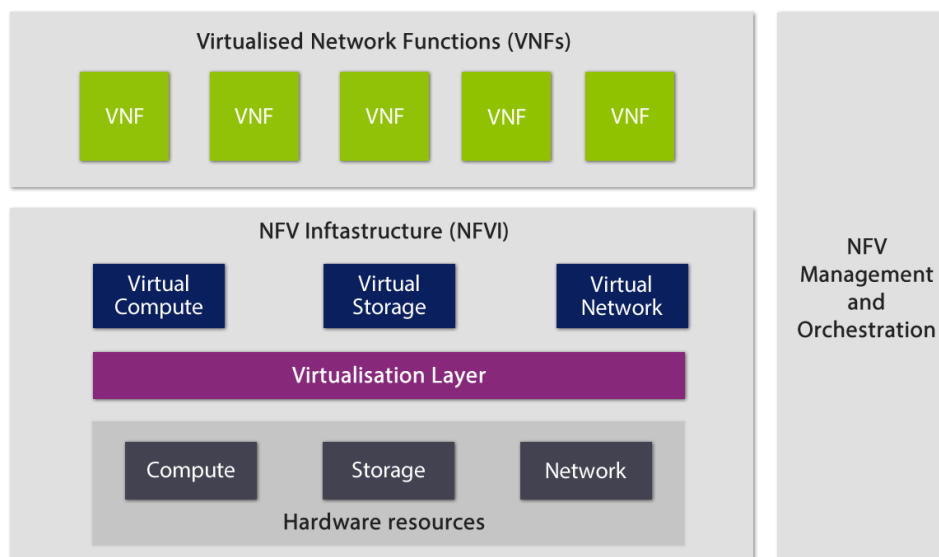 Virtualised Network Functions (VNFs)
VNF
VNF
VNF
VNF
VNF
NFV Inftastructure (NFVI)
Virtual
Compute
Virtual
Storage
Virtual
Network
Virtualisation Layer
Compute
Storage
Network
Hardware resources
NFV
Management
and
Orchestration